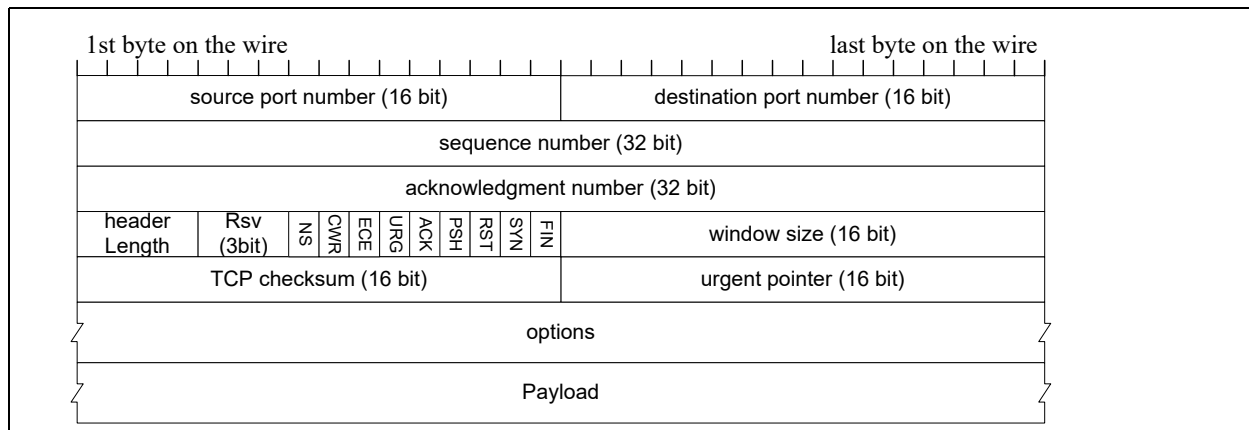 1st byte on the wire last byte on the wire
source port number (16 bit) destination port number (16 bit)
sequence number (32 bit)
acknowledgment number (32 bit)
header Length Rsv (3bit) NS CWR ECE URG ACK PSH RST SYN FIN window size (16 bit)
TCP checksum (16 bit) urgent pointer (16 bit)
options
Payload